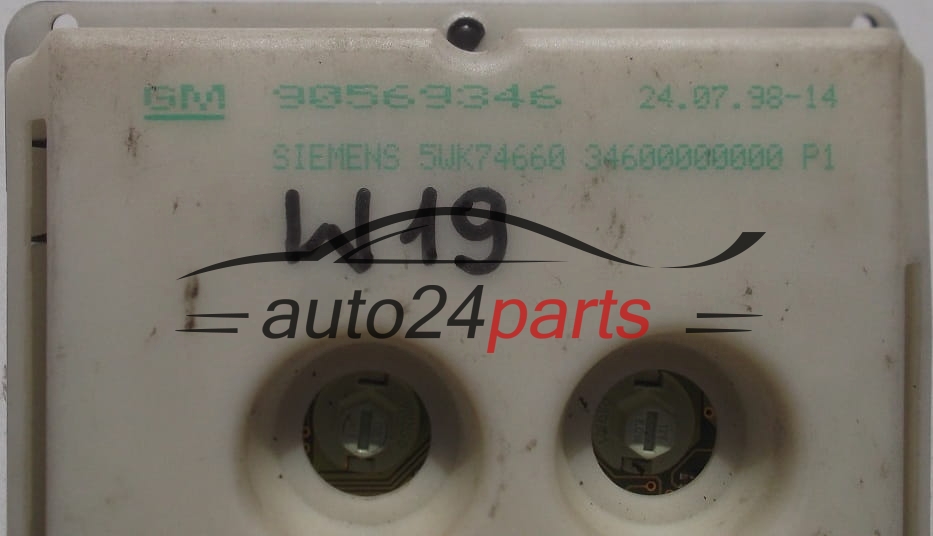 GM 90569346 24.07.98-14
SIEMENS 5WK74660 34600000000 P1
W19
auto24parts